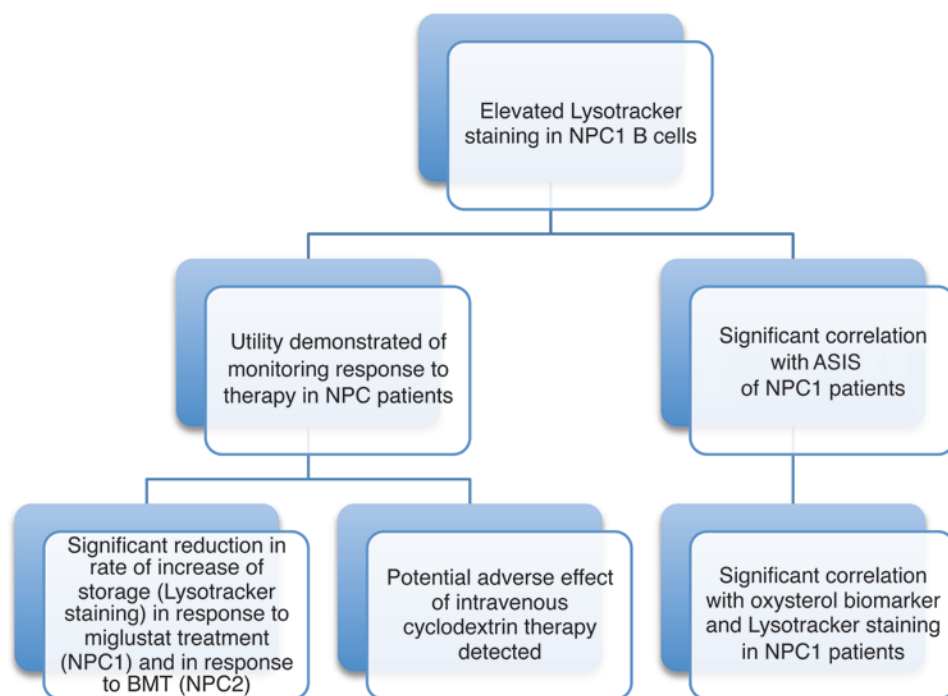 Elevated Lysotracker
staining in NPC1 B cells
Utility demonstrated of
monitoring response to
therapy in NPC patients
Significant correlation
with ASIS
of NPC1 patients
Significant reduction in
rate of increase of
storage (Lysotracker
staining) in response to
miglustat treatment
(NPC1) and in response
to BMT (NPC2)
Potential adverse effect
of intravenous
cyclodextrin therapy
detected
Significant correlation
with oxysterol biomarker
and Lysotracker staining
in NPC1 patients